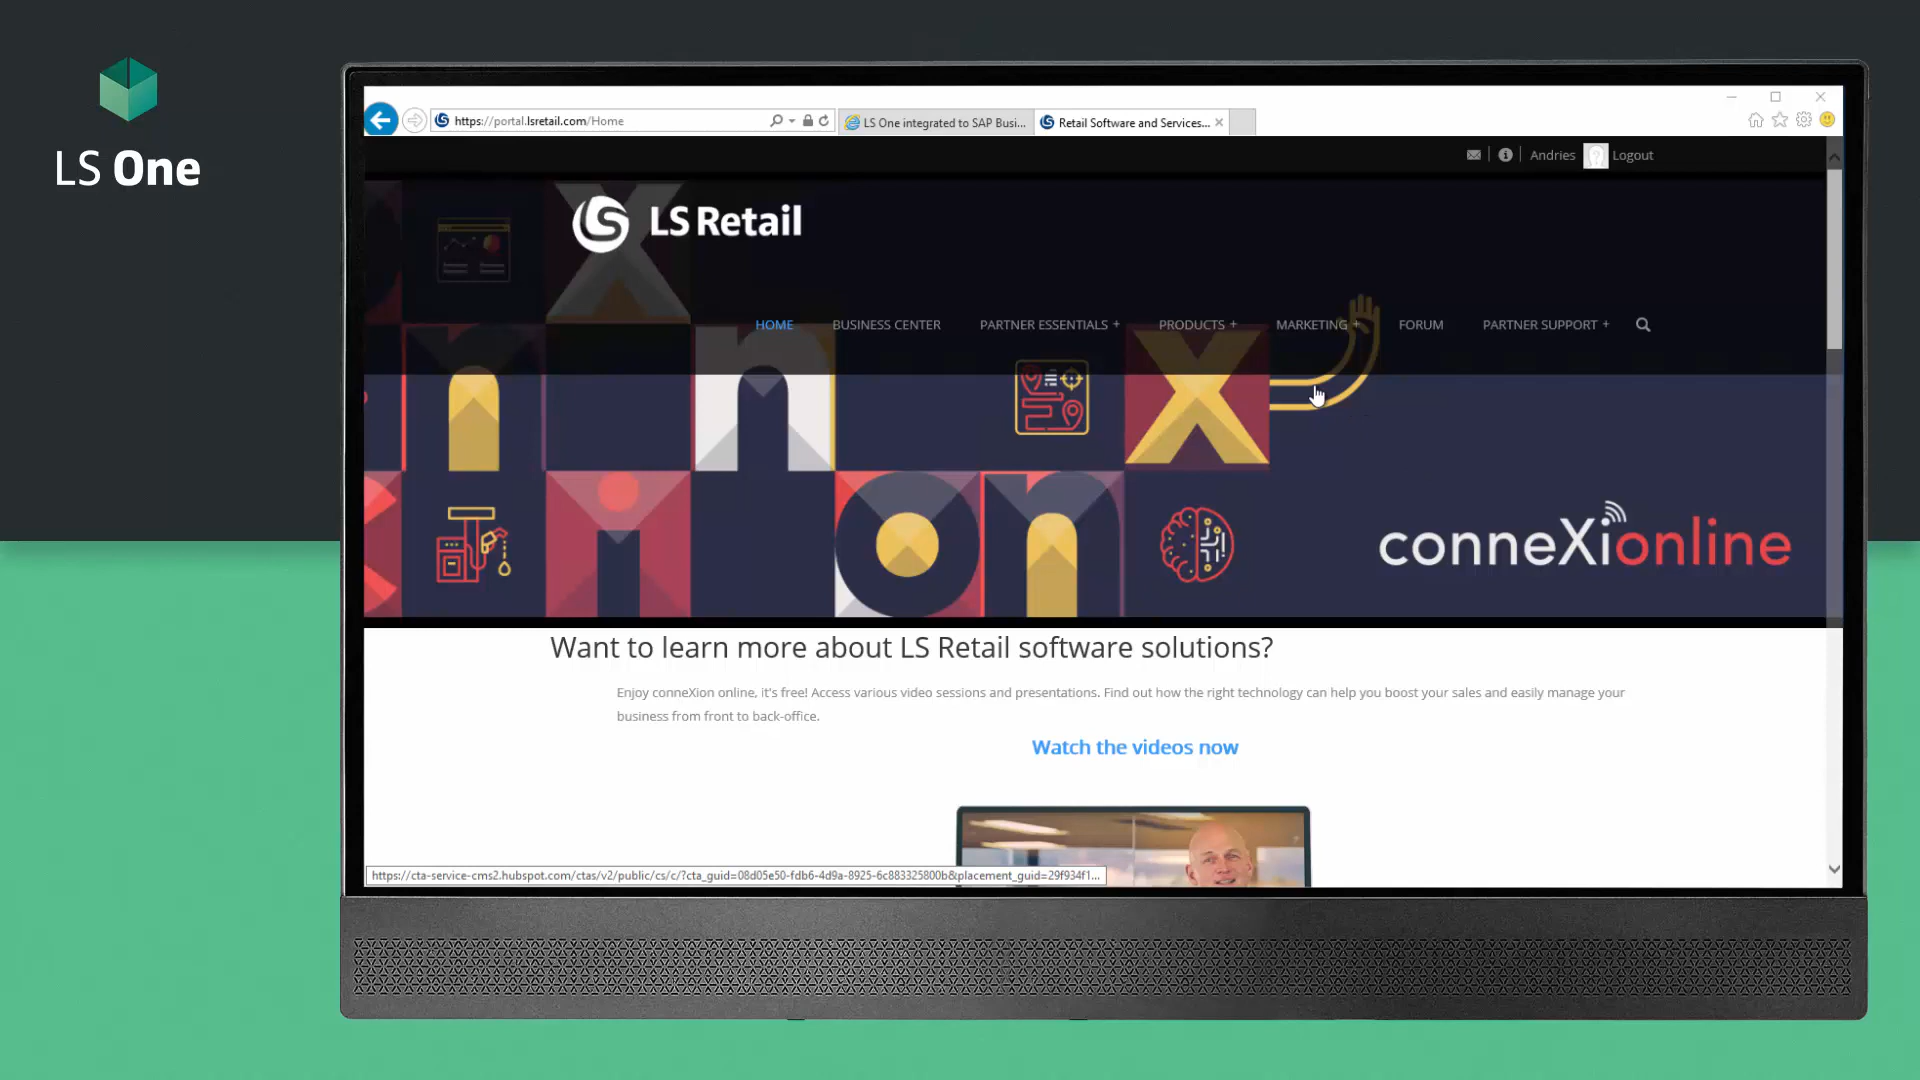 LS One
https://portal.lsretail.com/Home
LS One integrated to SAP Busi...
Retail Software and Services...
Andries
Logout
LS Retail
HOME
BUSINESS CENTER
PARTNER ESSENTIALS +
PRODUCTS +
MARKETING +
FORUM
PARTNER SUPPORT +
conneXionline
Want to learn more about LS Retail software solutions?
Enjoy conneXion online, it's free! Access various video sessions and presentations. Find out how the right technology can help you boost your sales and easily manage your
business from front to back-office.
Watch the videos now
https://cta-service-cms2.hubspot.com/ctas/v2/public/cs/c/?cta_guid=08d05e50-fdb6-4d9a-8925-6c883325800b&placement_guid=29f934f1...